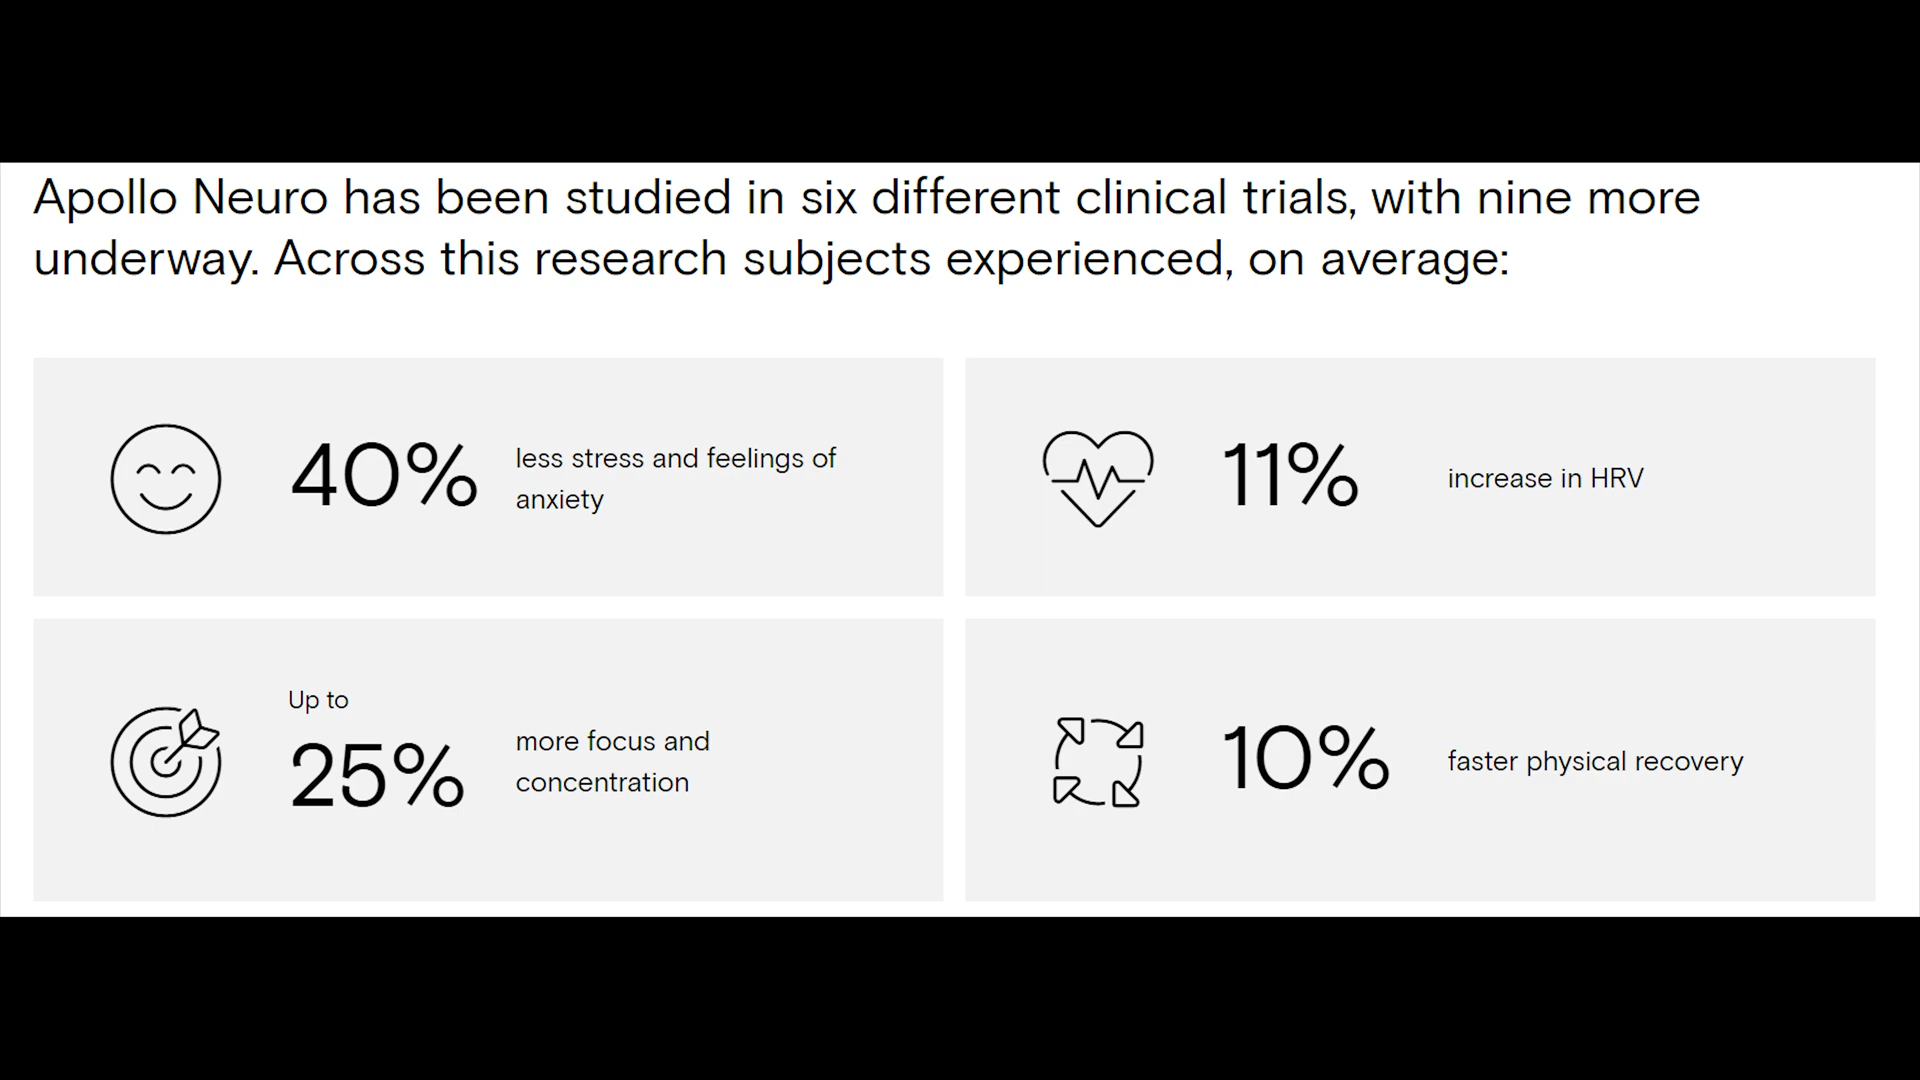 Apollo Neuro has been studied in six different clinical trials, with nine more
underway. Across this research subjects experienced, on average:
40%
less stress and feelings of
anxiety
11%
increase in HRV
Up to
25%
more focus and
concentration
10%
faster physical recovery